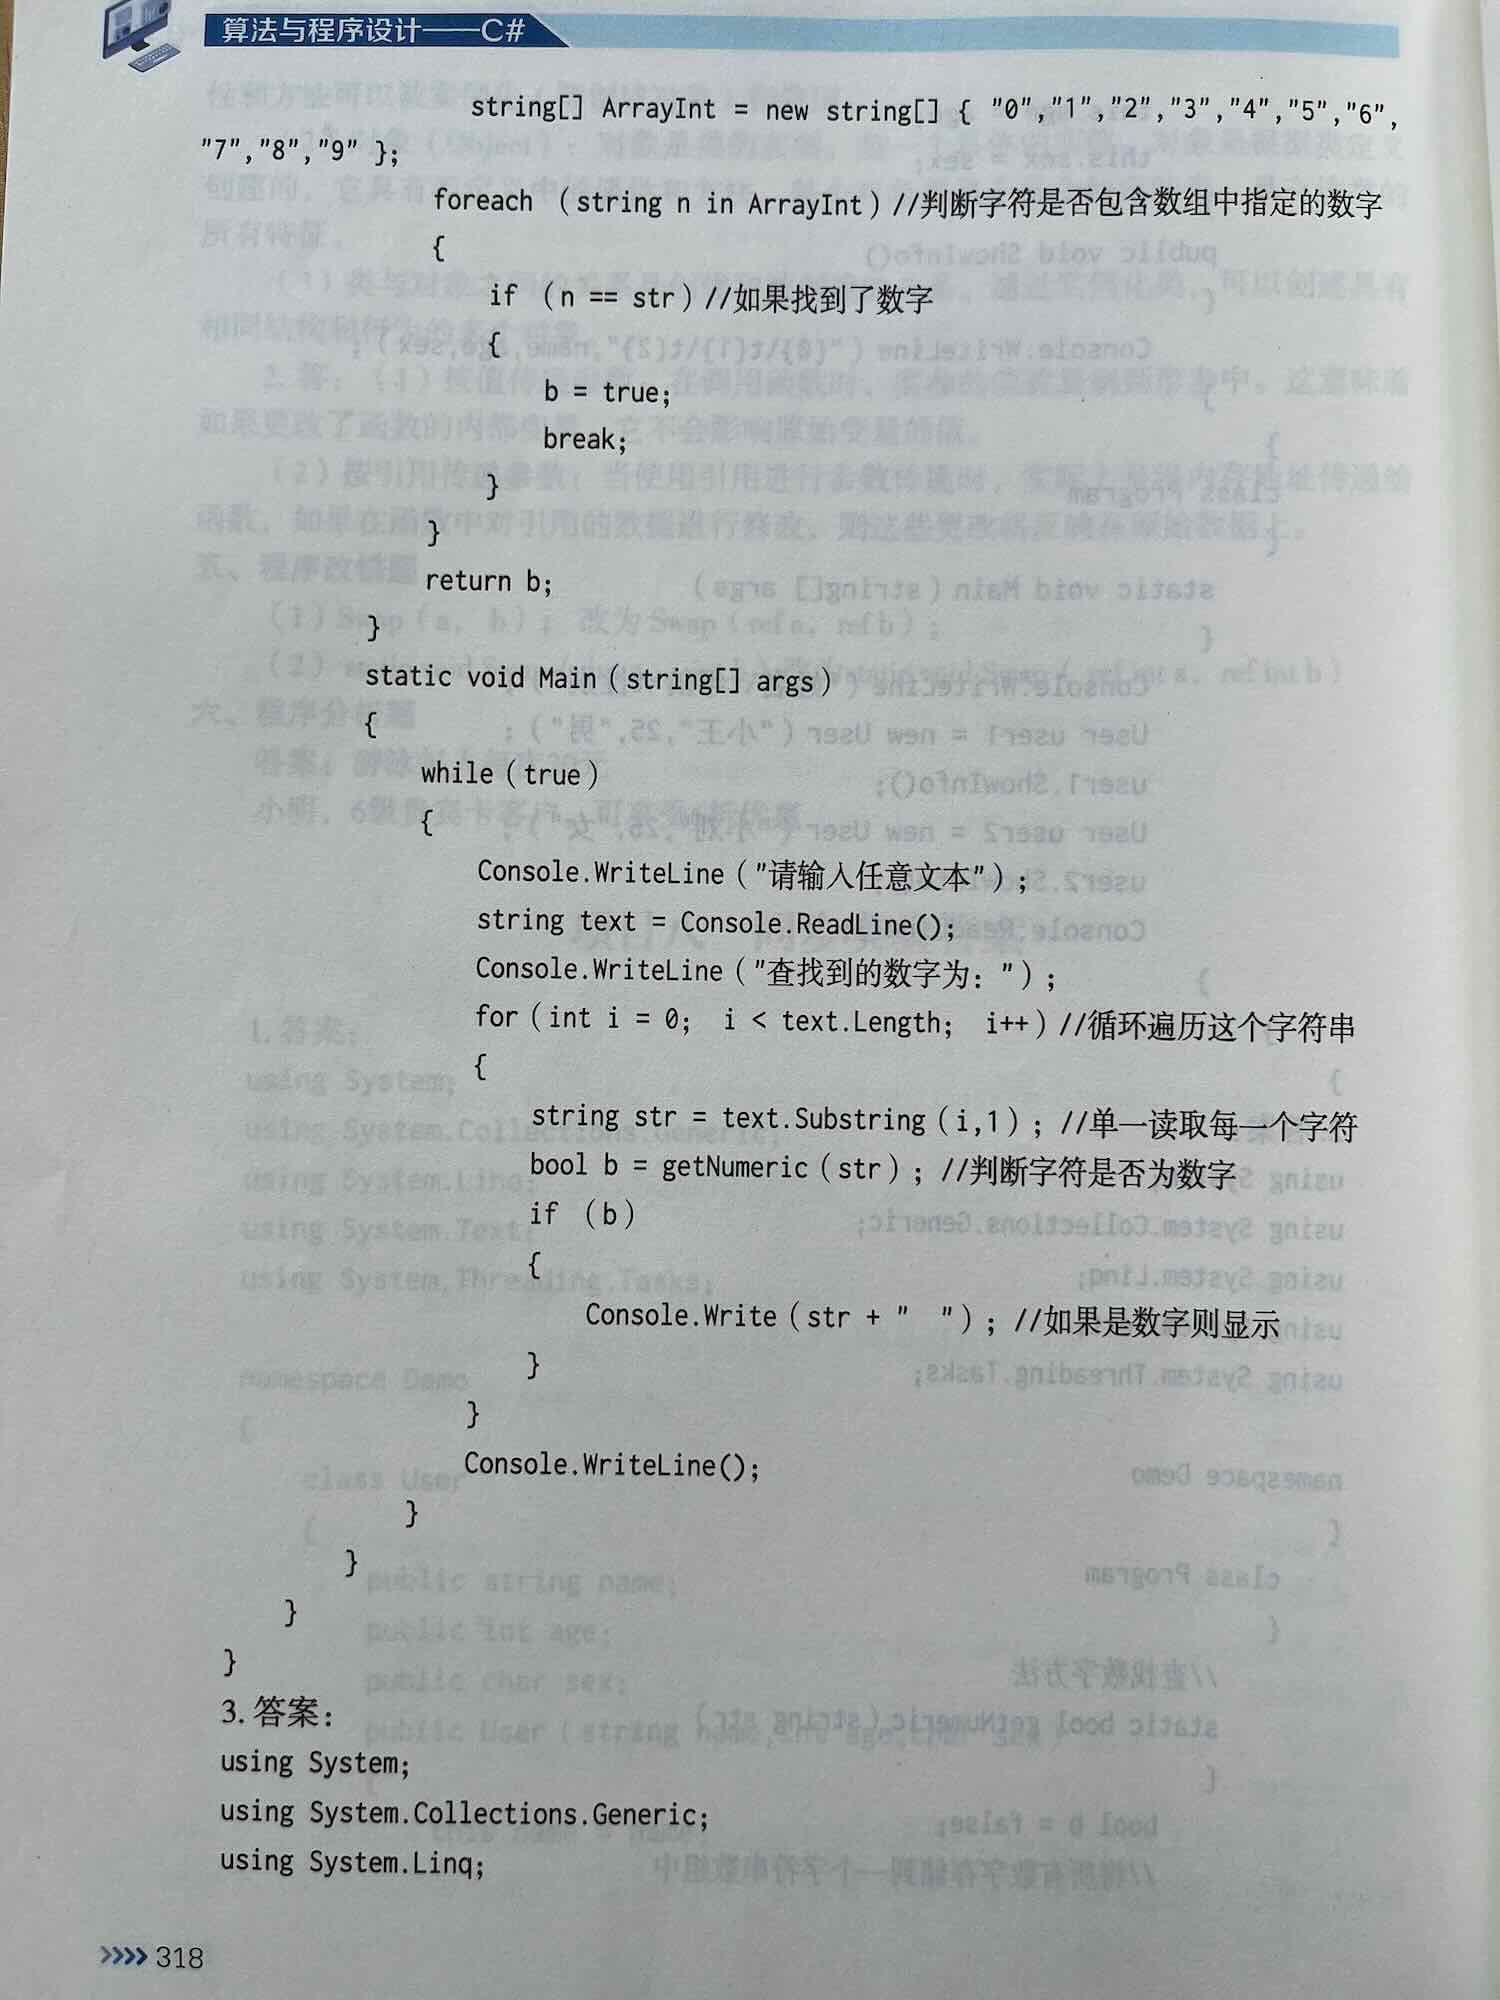 算法与程序设计——C#
string[] ArrayInt = new string[] { "0","1","2","3","4","5","6",
"7","8","9" };
foreach （string n in ArrayInt）//判断字符是否包含数组中指定的数字
{
if （n == str）//如果找到了数字
{
b = true;
break;
}
}
return b;
}
static void Main（string[] args）
{
while（true）
{
Console.WriteLine（"请输入任意文本"）;
string text = Console.ReadLine();
Console.WriteLine（"查找到的数字为：" ）;
for（int i = 0; i < text.Length; i++）//循环遍历这个字符串
{
string str = text.Substring（i,1）; //单一读取每一个字符
bool b = getNumeric（str）; //判断字符是否为数字
if （b）
{
Console.Write（str + "  "）; //如果是数字则显示
}
}
Console.WriteLine();
}
}
}
}
3. 答案：
using System;
using System.Collections.Generic;
using System.Linq;
318